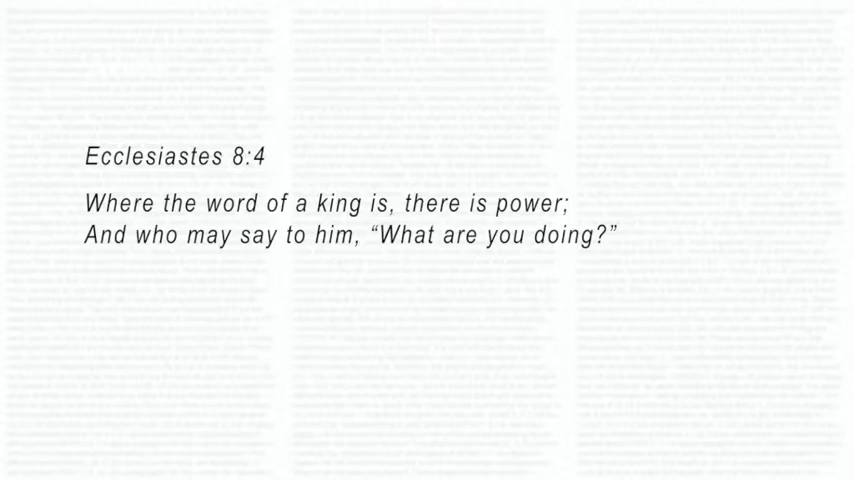 Ecclesiastes 8:4
Where the word of a king is, there is power;
And who may say to him, “What are you doing?”